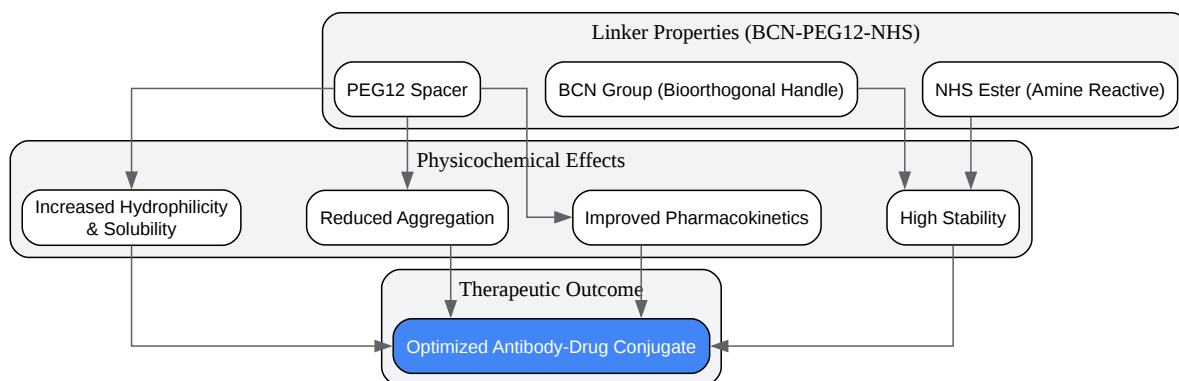 Linker Properties (BCN-PEG12-NHS)
PEG12 Spacer
BCN Group (Bioorthogonal Handle)
NHS Ester (Amine Reactive)
Physicochemical Effects
Increased Hydrophilicity
& Solubility
Reduced Aggregation
Improved Pharmacokinetics
High Stability
Therapeutic Outcome
Optimized Antibody-Drug Conjugate